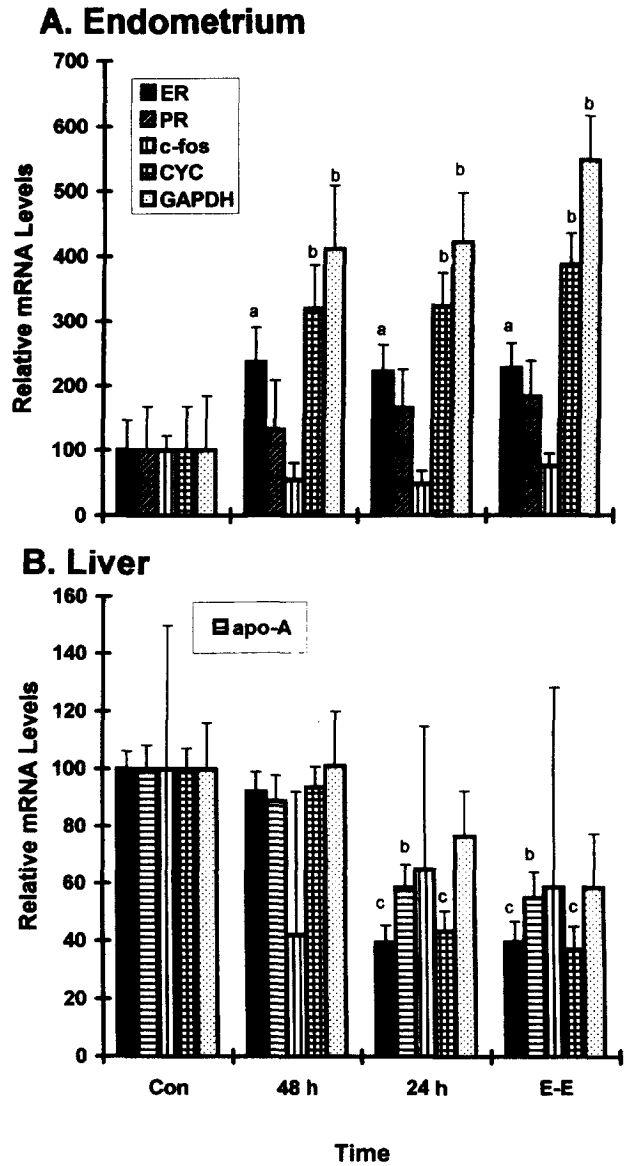 A. Endometrium
700
600
500
400
300
200
100
0
Relative mRNA Levels
ER
PR
c-fos
CYC
GAPDH
a
b
b
a
b
b
a
b
b
B. Liver
160
140
120
100
80
60
40
20
0
Relative mRNA Levels
apo-A
c
b
c
c
b
c
Con 48 h 24 h E-E
Time